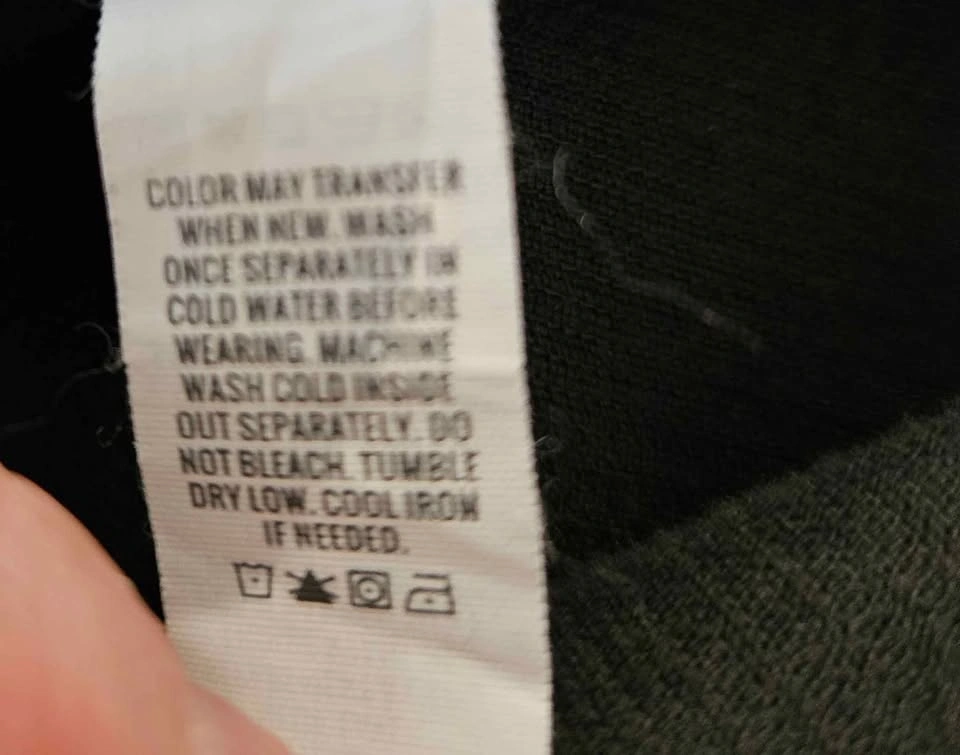 COLOR MAY TRANSFER
WHEN NEW. WASH
ONCE SEPARATELY IN
COLD WATER BEFORE
WEARING. MACHINE
WASH COLD INSIDE
OUT SEPARATELY. DO
NOT BLEACH. TUMBLE
DRY LOW. COOL IRON
IF NEEDED.